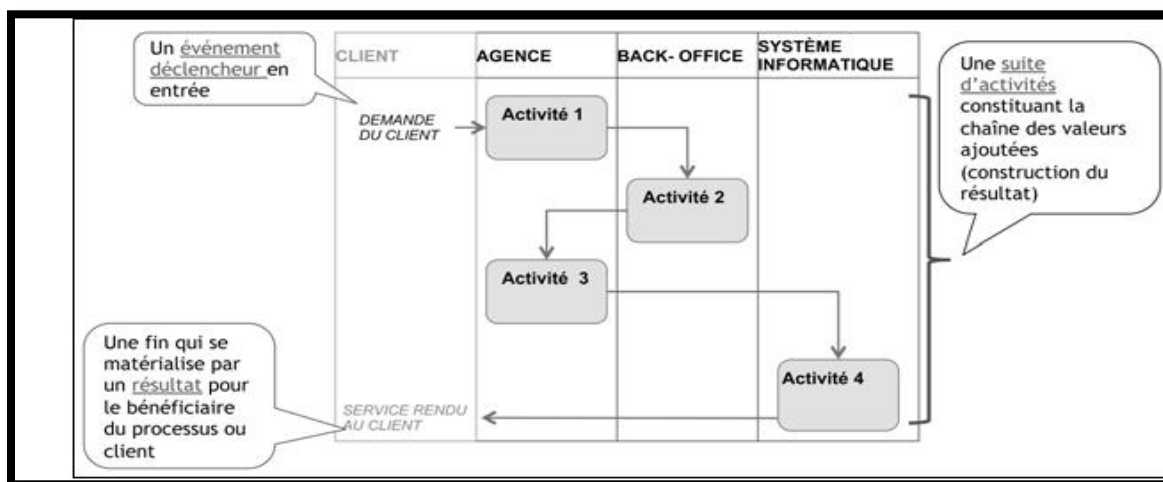 Un événement
déclencheur en
entrée
CLIENT
AGENCE
BACK- OFFICE
SYSTÈME
INFORMATIQUE
DEMANDE
DU CLIENT
Activité 1
Activité 2
Activité 3
Activité 4
Une suite
d'activités
constituant la
chaîne des valeurs
ajoutées
(construction du
résultat)
Une fin qui se
matérialise par
un résultat pour
le bénéficiaire
du processus ou
client
SERVICE RENDU
AU CLIENT